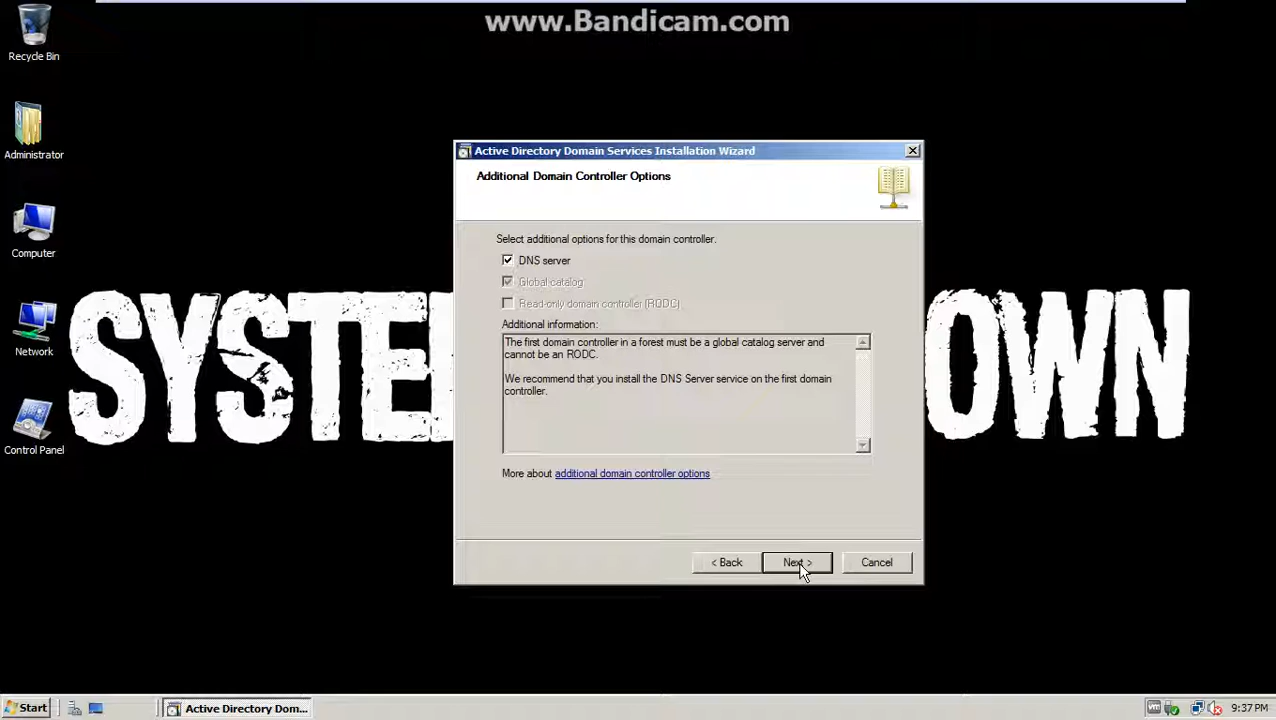 www.Bandicam.com
Recycle Bin
Administrator
Computer
Network
Control Panel
SYSTE
OWN
Active Directory Domain Services Installation Wizard
Additional Domain Controller Options
Select additional options for this domain controller.
DNS server
Global catalog
Read-only domain controller (RODC)
Additional information:
The first domain controller in a forest must be a global catalog server and
cannot be an RODC.
We recommend that you install the DNS Server service on the first domain
controller.
More about additional domain controller options
< Back
Next >
Cancel
Start
Active Directory Dom...
9:37 PM